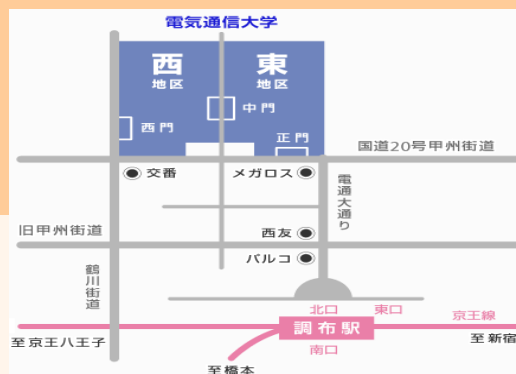 電気通信大学
西
地区
東
地区
中門
西門
正門
国道20号甲州街道
交番
メガロス
電通大通り
旧甲州街道
西友
パルコ
鶴川街道
北口
東口
京王線
調布駅
至京王八王子
至新宿
南口
至橋本